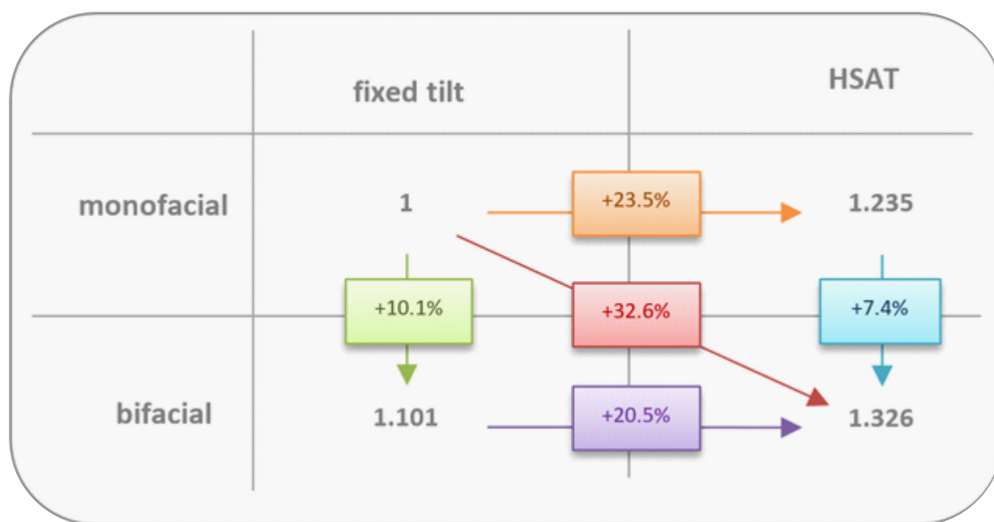 fixed tilt
HSAT
monofacial
1
+23.5%
1.235
+10.1%
+32.6%
+7.4%
bifacial
1.101
+20.5%
1.326